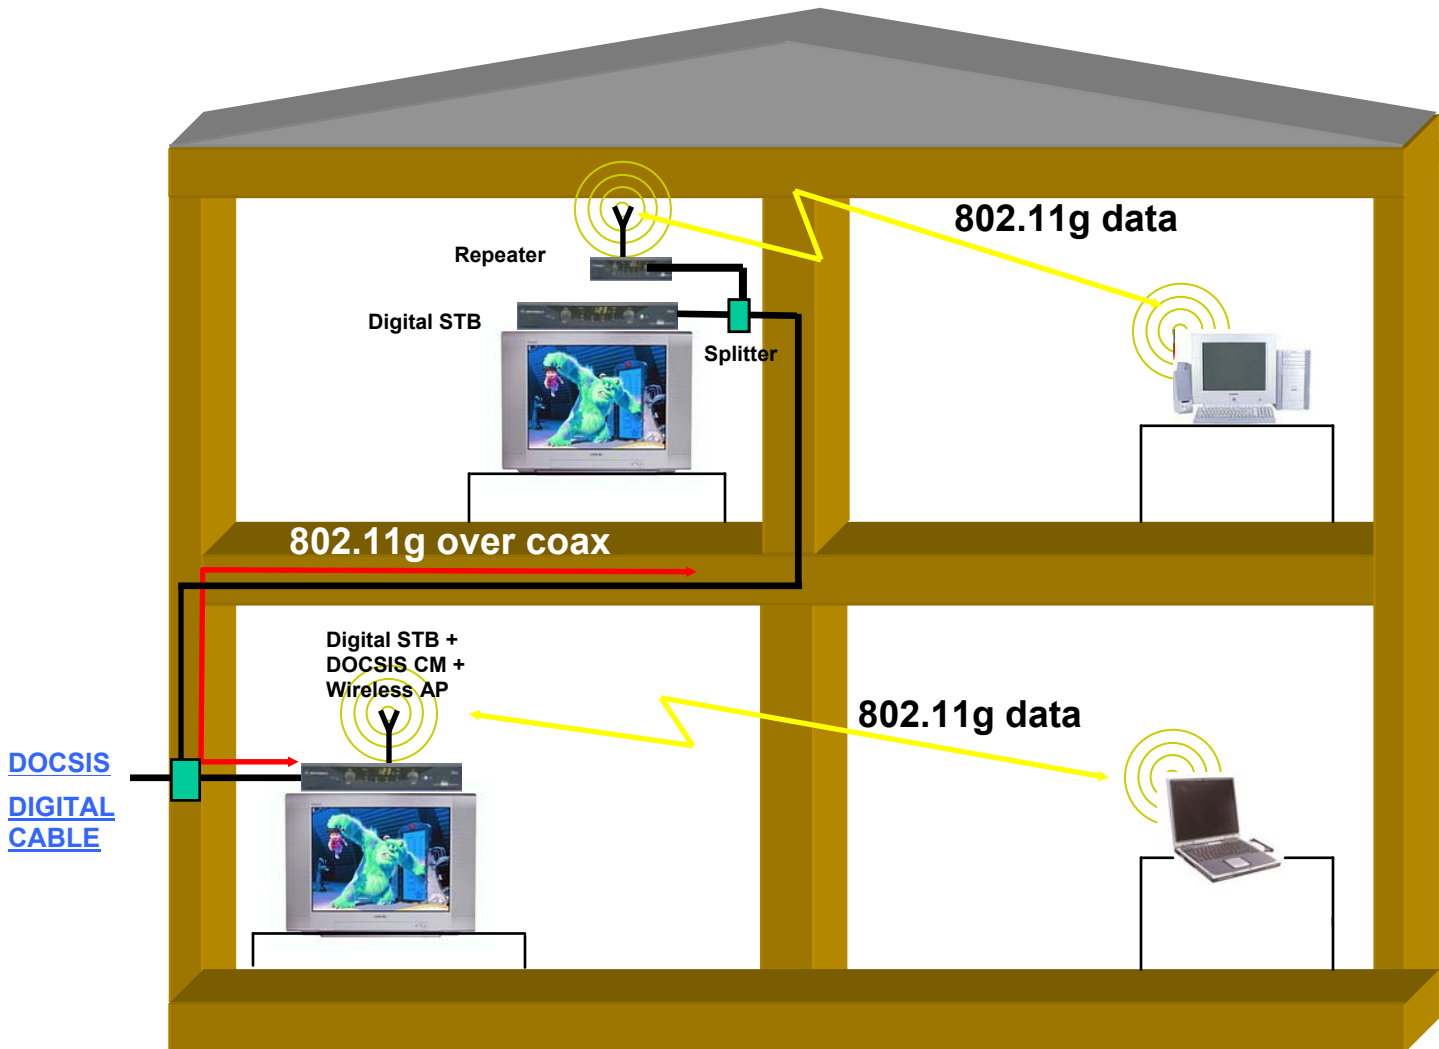 802.11g data
Repeater
Digital STB
Splitter
802.11g over coax
Digital STB +
DOCSIS CM +
Wireless AP
802.11g data
DOCSIS
DIGITAL
CABLE